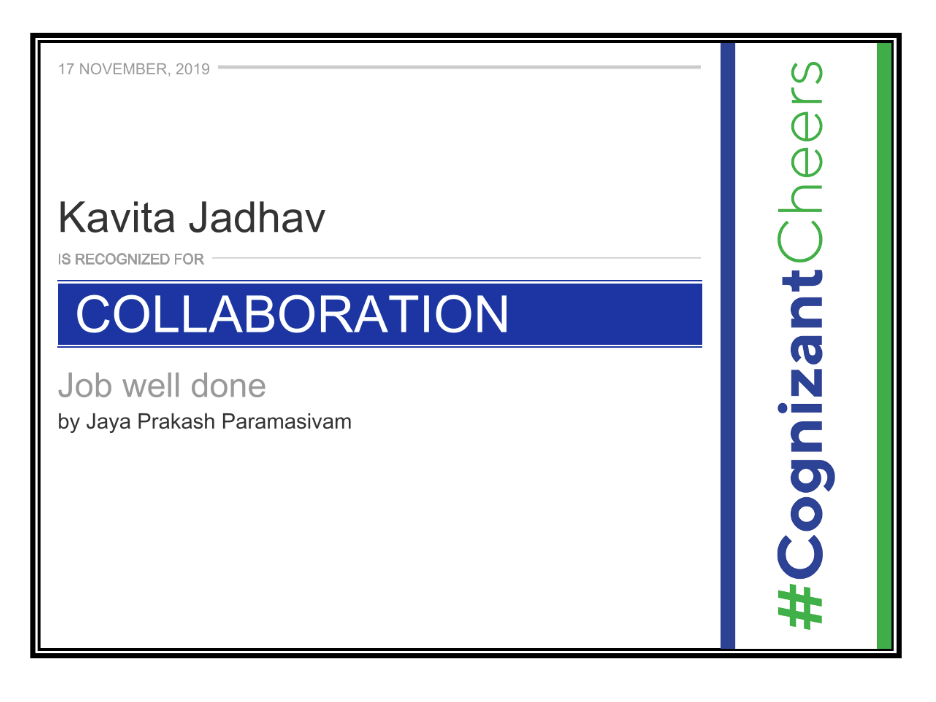 17 NOVEMBER, 2019
Kavita Jadhav
IS RECOGNIZED FOR
COLLABORATION
Job well done
by Jaya Prakash Paramasivam
#CognizantCheers